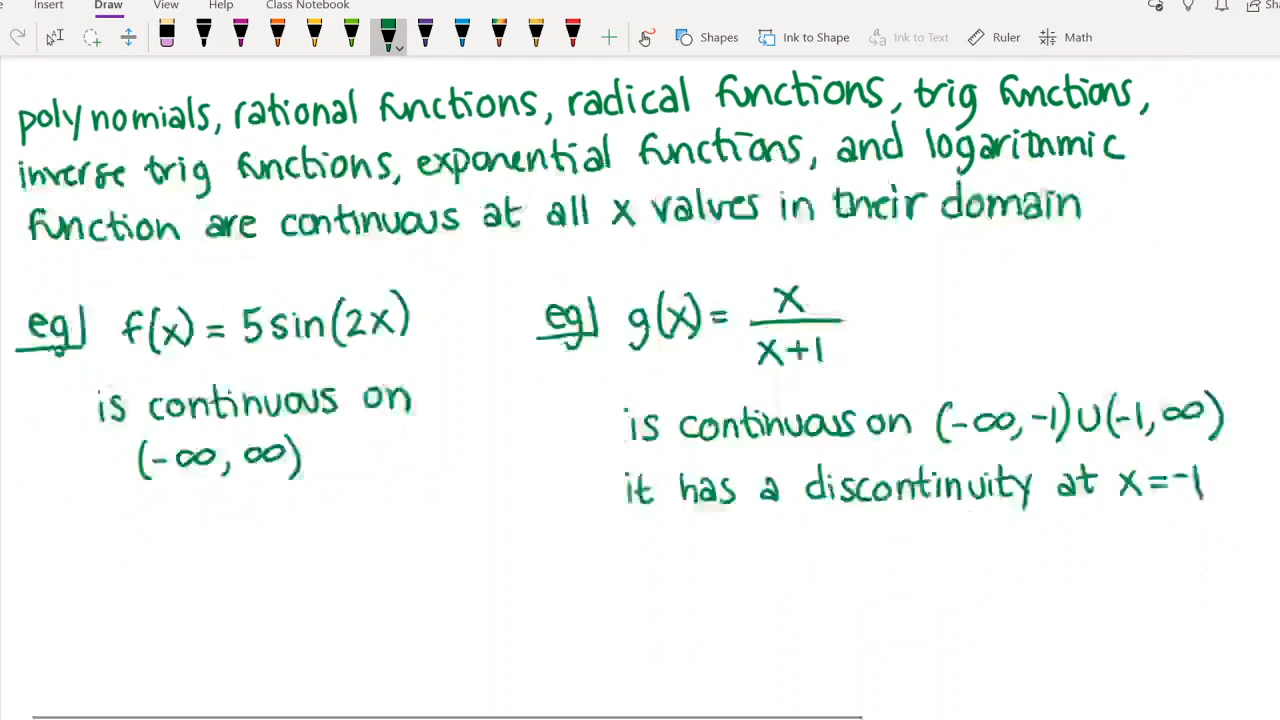 Insert Draw View Help Class Notebook
Shapes Ink to Shape Ink to Text Ruler Math
polynomials, rational functions, radical functions, trig functions,
inverse trig functions, exponential functions, and logarithmic
function are continuous at all x values in their domain
eg] f(x) = 5sin(2x)
is continuous on
(-∞, ∞)
eg] g(x) = x/(x+1)
is continuous on (-∞,-1)∪(-1,∞)
it has a discontinuity at x=-1